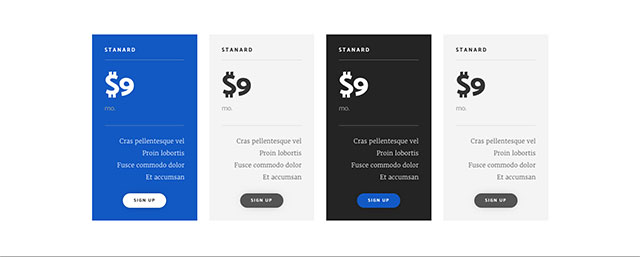 STANARD
$9
mo.
Cras pellentesque vel
Proin lobortis
Fusce commodo dolor
Et accumsan
SIGN UP
STANARD
$9
mo.
Cras pellentesque vel
Proin lobortis
Fusce commodo dolor
Et accumsan
SIGN UP
STANARD
$9
mo.
Cras pellentesque vel
Proin lobortis
Fusce commodo dolor
Et accumsan
SIGN UP
STANARD
$9
mo.
Cras pellentesque vel
Proin lobortis
Fusce commodo dolor
Et accumsan
SIGN UP